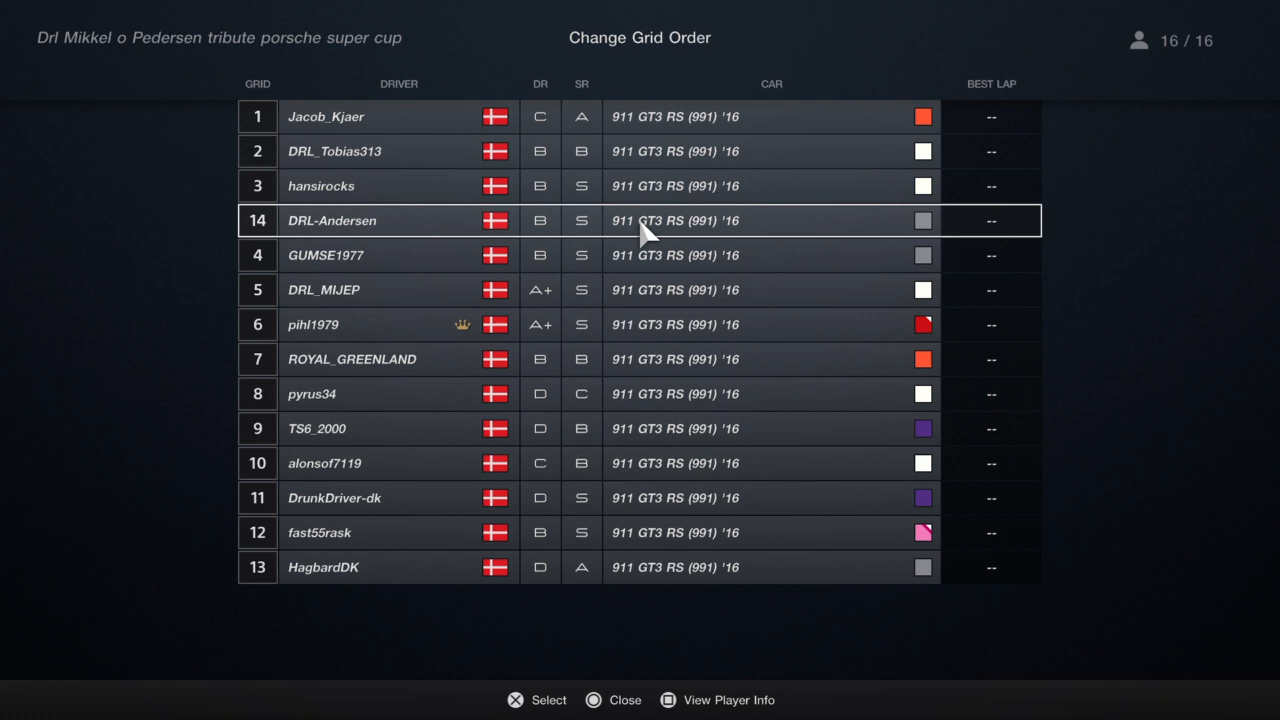 Drl Mikkel o Pedersen tribute porsche super cup
Change Grid Order
16 / 16
GRID DRIVER DR SR CAR BEST LAP
1 Jacob_Kjaer C A 911 GT3 RS (991) '16 --
2 DRL_Tobias313 B B 911 GT3 RS (991) '16 --
3 hansirocks B S 911 GT3 RS (991) '16 --
14 DRL-Andersen B S 911 GT3 RS (991) '16 --
4 GUMSE1977 B S 911 GT3 RS (991) '16 --
5 DRL_MIJEP A+ S 911 GT3 RS (991) '16 --
6 pihl1979 A+ S 911 GT3 RS (991) '16 --
7 ROYAL_GREENLAND B B 911 GT3 RS (991) '16 --
8 pyrus34 D C 911 GT3 RS (991) '16 --
9 TS6_2000 D B 911 GT3 RS (991) '16 --
10 alonsof7119 C B 911 GT3 RS (991) '16 --
11 DrunkDriver-dk D S 911 GT3 RS (991) '16 --
12 fast55rask B S 911 GT3 RS (991) '16 --
13 HagbardDK D A 911 GT3 RS (991) '16 --
Select Close View Player Info